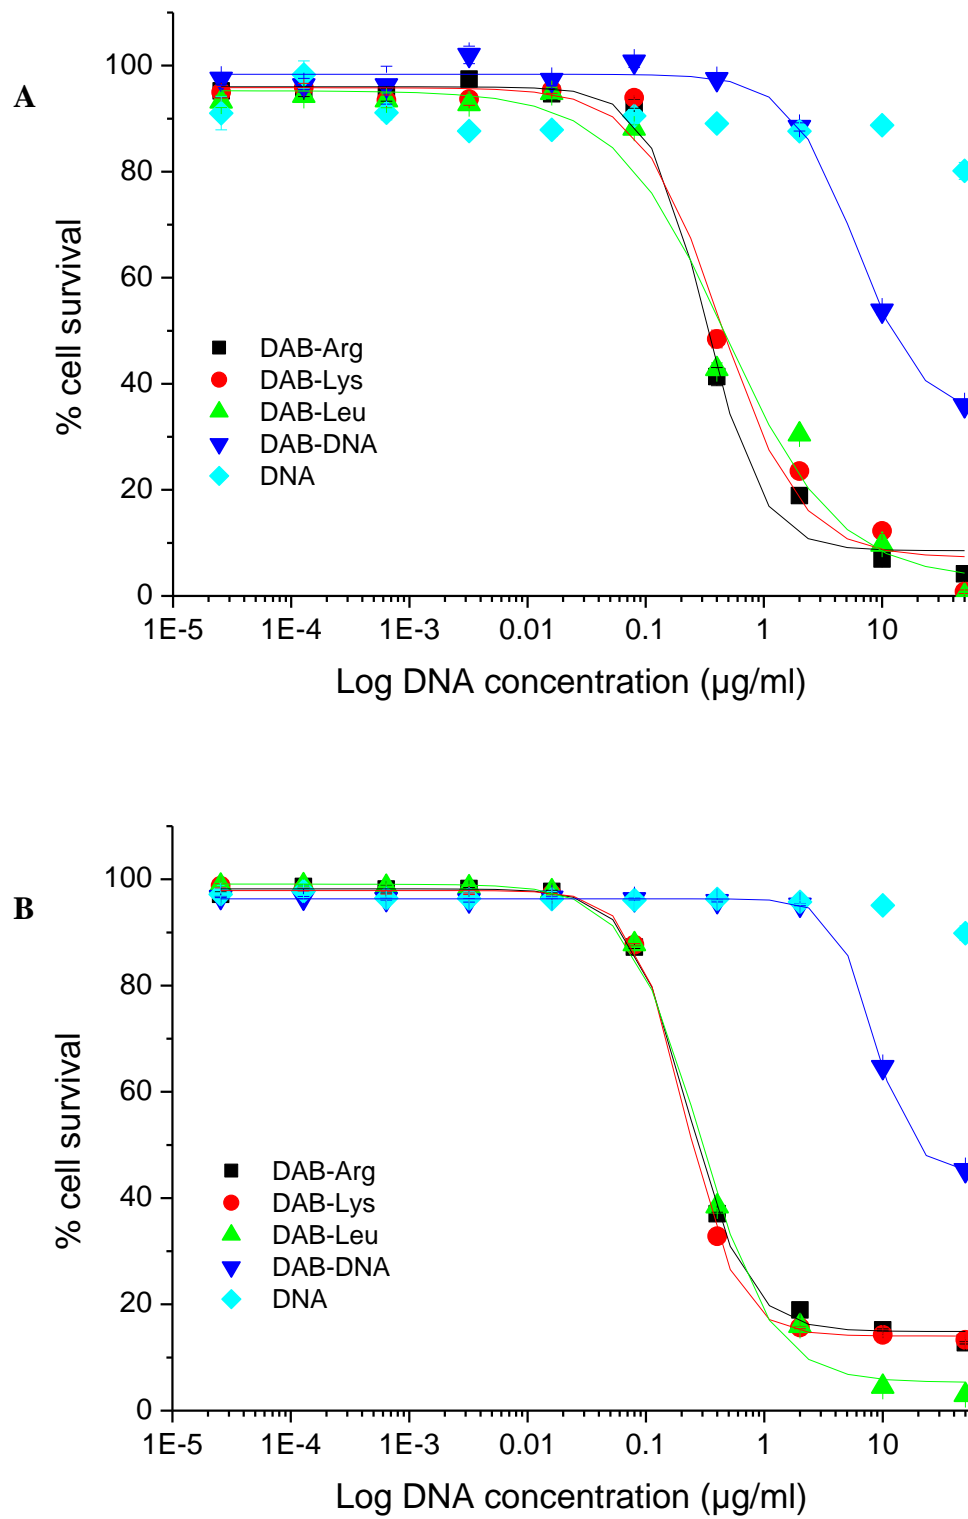 A
100
80
60
40
20
0
% cell survival
DAB-Arg
DAB-Lys
DAB-Leu
DAB-DNA
DNA
1E-5 1E-4 1E-3 0.01 0.1 1 10
Log DNA concentration (µg/ml)
B
100
80
60
40
20
0
% cell survival
DAB-Arg
DAB-Lys
DAB-Leu
DAB-DNA
DNA
1E-5 1E-4 1E-3 0.01 0.1 1 10
Log DNA concentration (µg/ml)